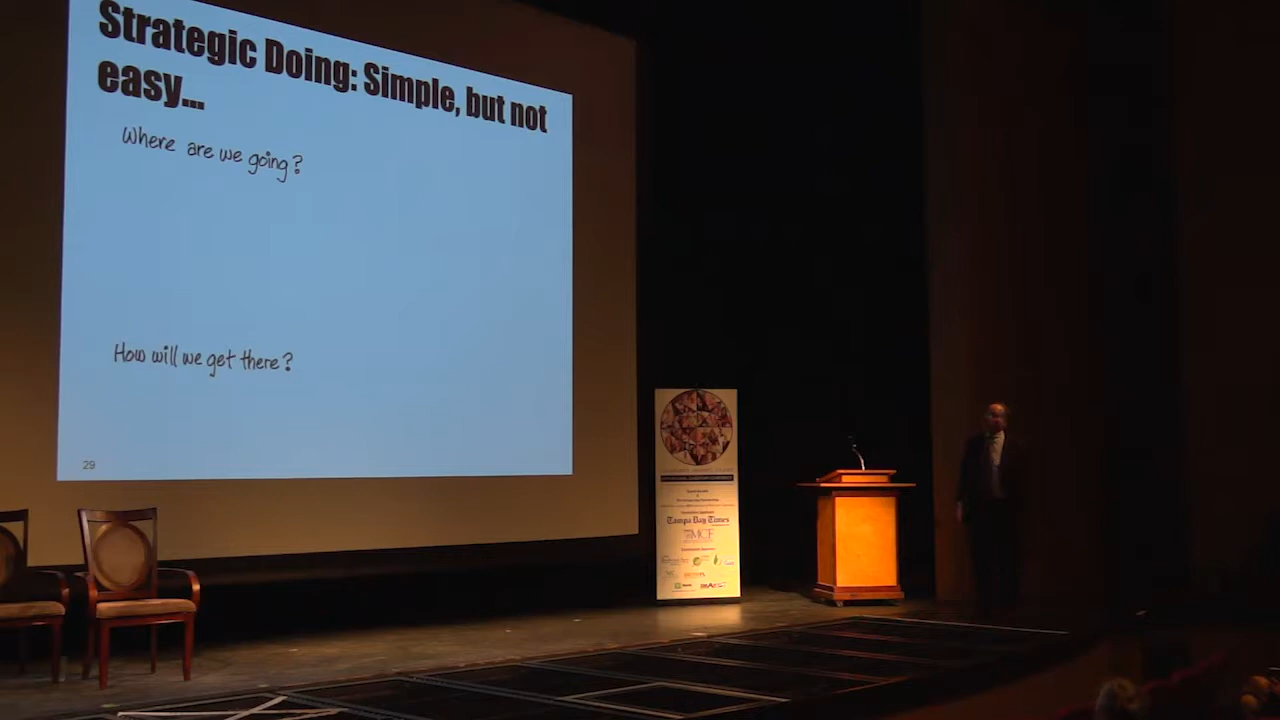 Strategic Doing: Simple, but not
easy...
Where are we going?
How will we get there?
29
Tampa Bay Times
MCF